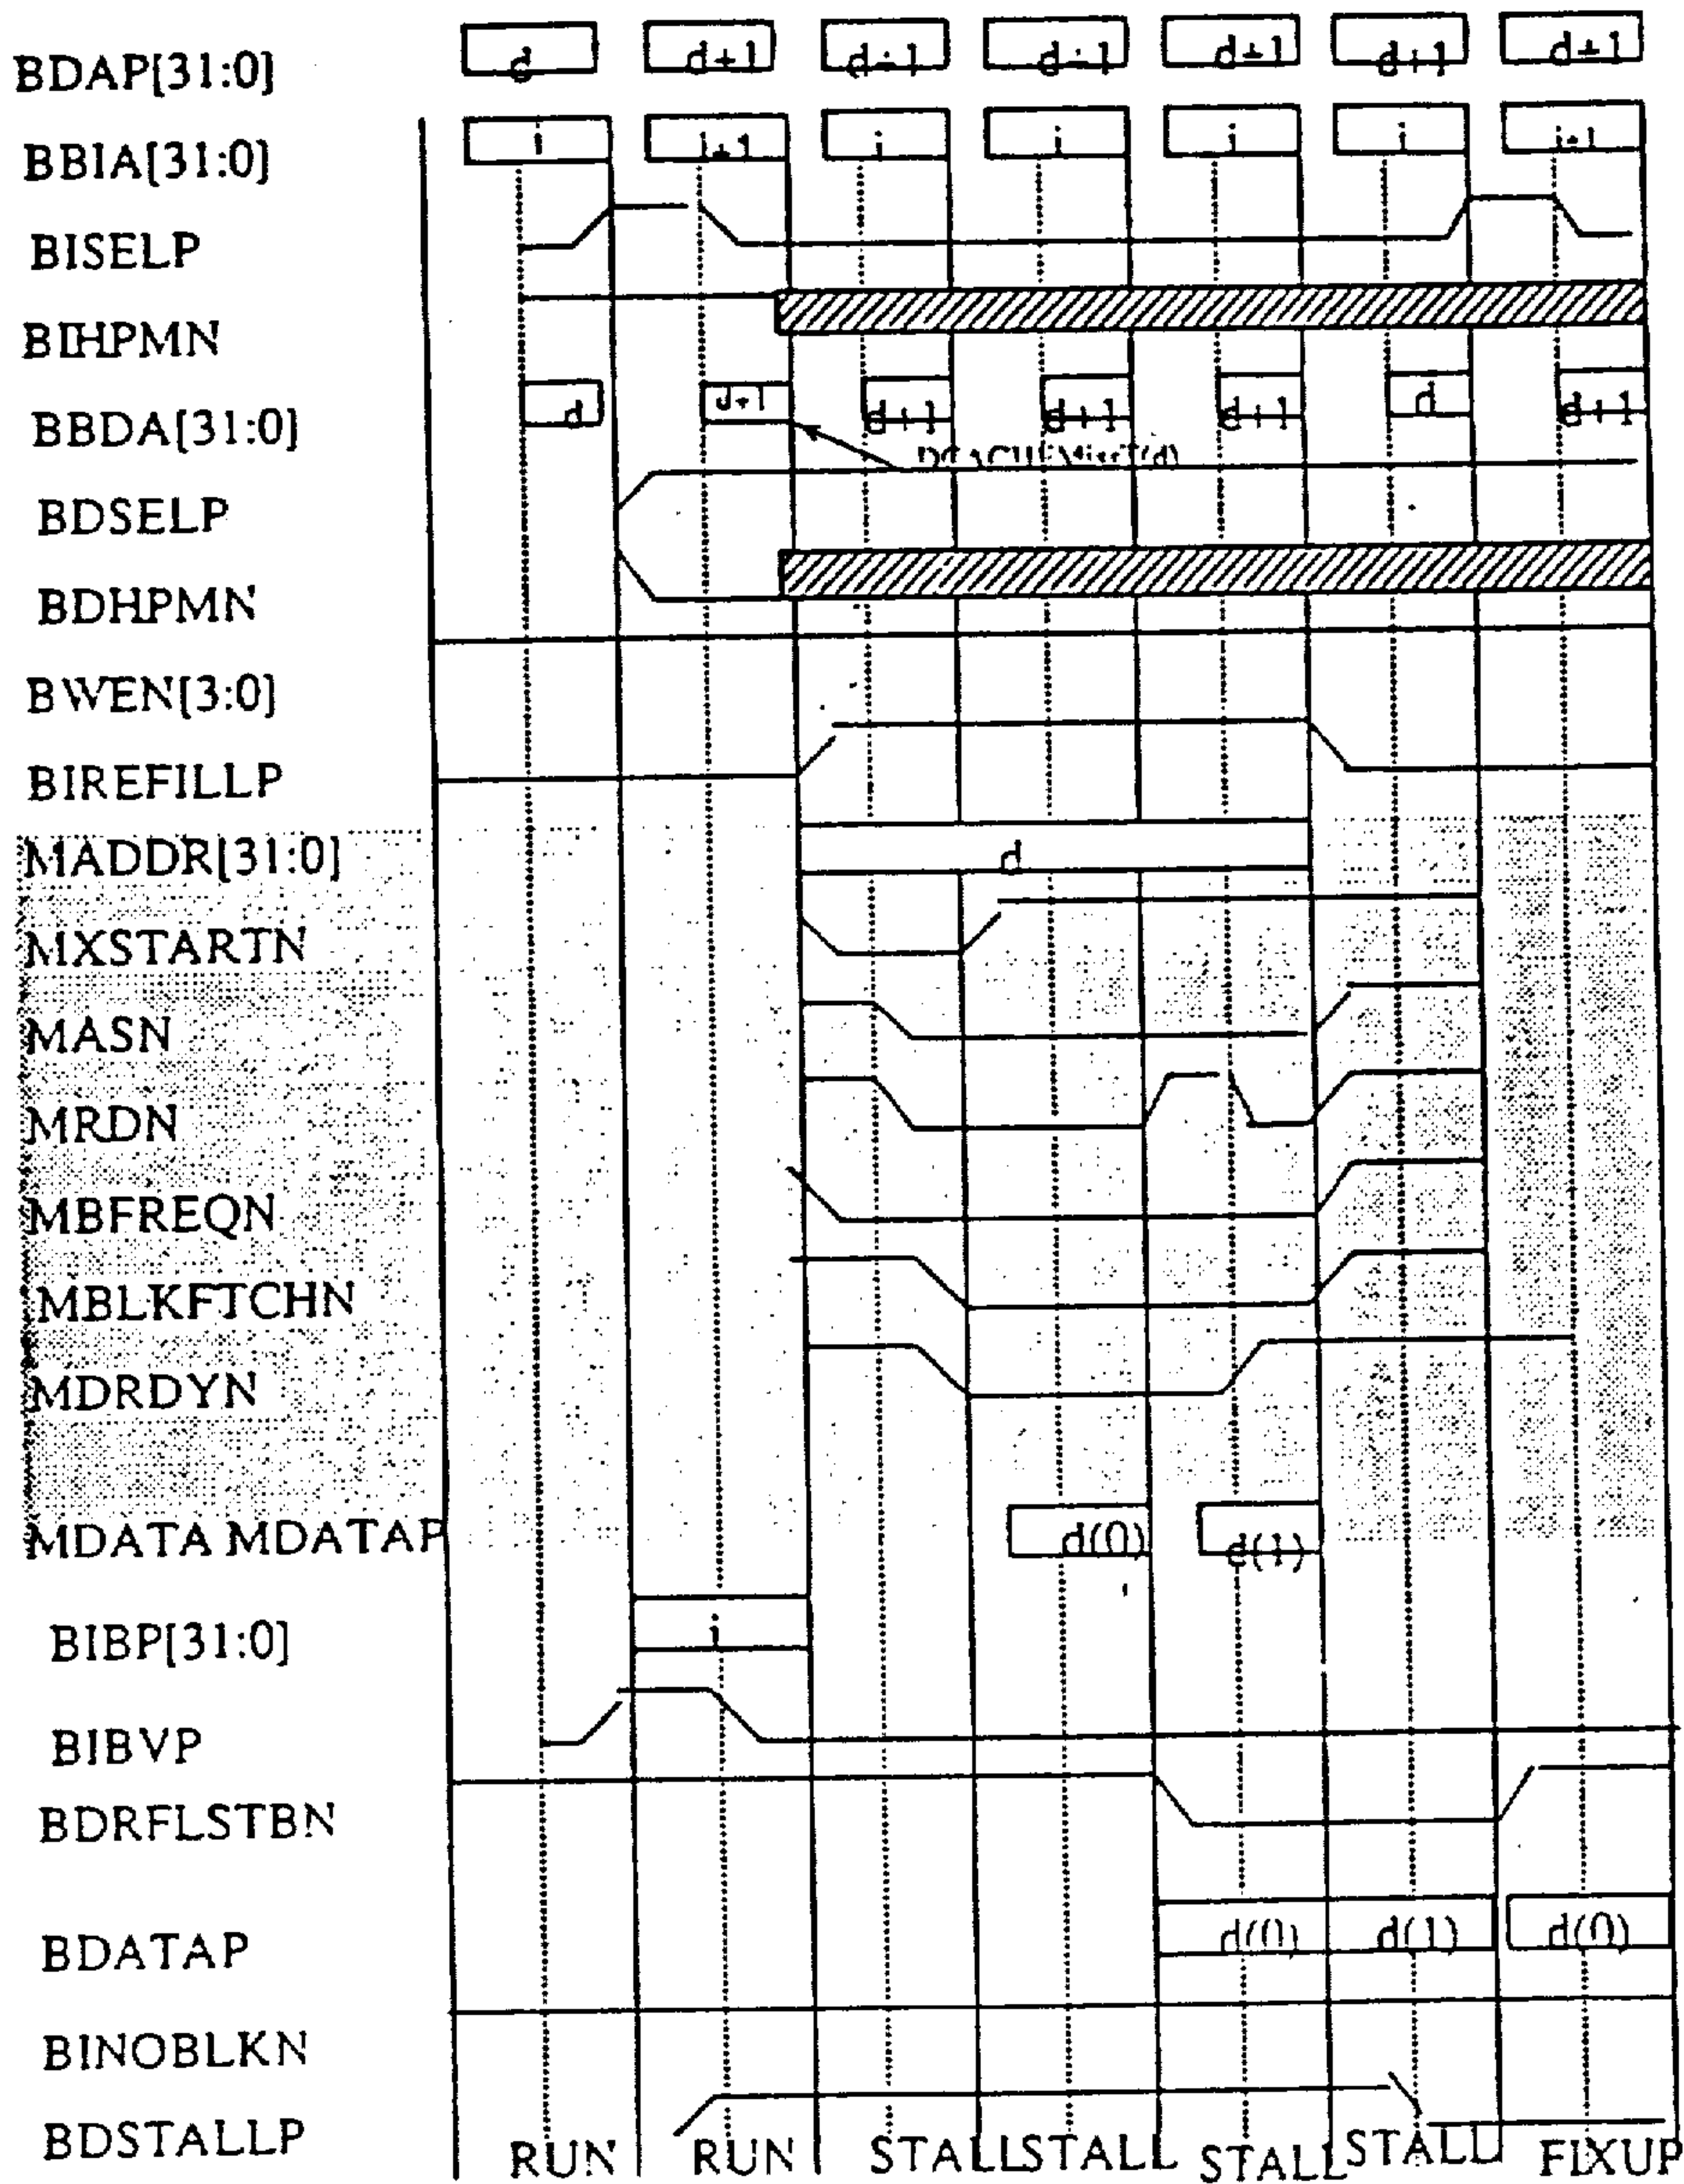 BDAP[31:0] d d+1 d+1 d+1 d+1 d+1 d+1
BBIA[31:0] i i+1 i i i i i+1
BISELP
BIHPMN
BBDA[31:0] d d+1 d+1 d+1 d+1 d d+1
BDSELP
BDHPMN
BWEN[3:0]
BIREFILLP
MADDR[31:0] d
MXSTARTN
MASN
MRDN
MBFREQN
MBLKFTCHN
MDRDYN
MDATA MDATAP d(0) d(1)
BIBP[31:0] i
BIBVP
BDRFLSTBN
BDATAP d(0) d(1) d(0)
BINOBLKN
BDSTALLP
RUN RUN STALL STALL STALL STALL FIXUP